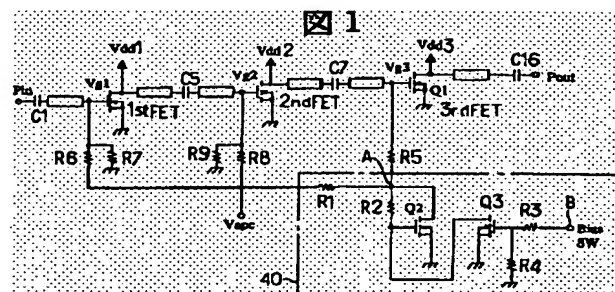 図1
Vdd1
Vdd2
Vdd3
Pin
C1
Vg1
1stFET
C5
Vg2
2ndFET
C7
Vg3
Q1
3rdFET
C16
Pout
R6
R7
R9
R8
A
R5
R1
R2
Q2
Q3
R3
B
Bias
SW
R4
Vapc
40